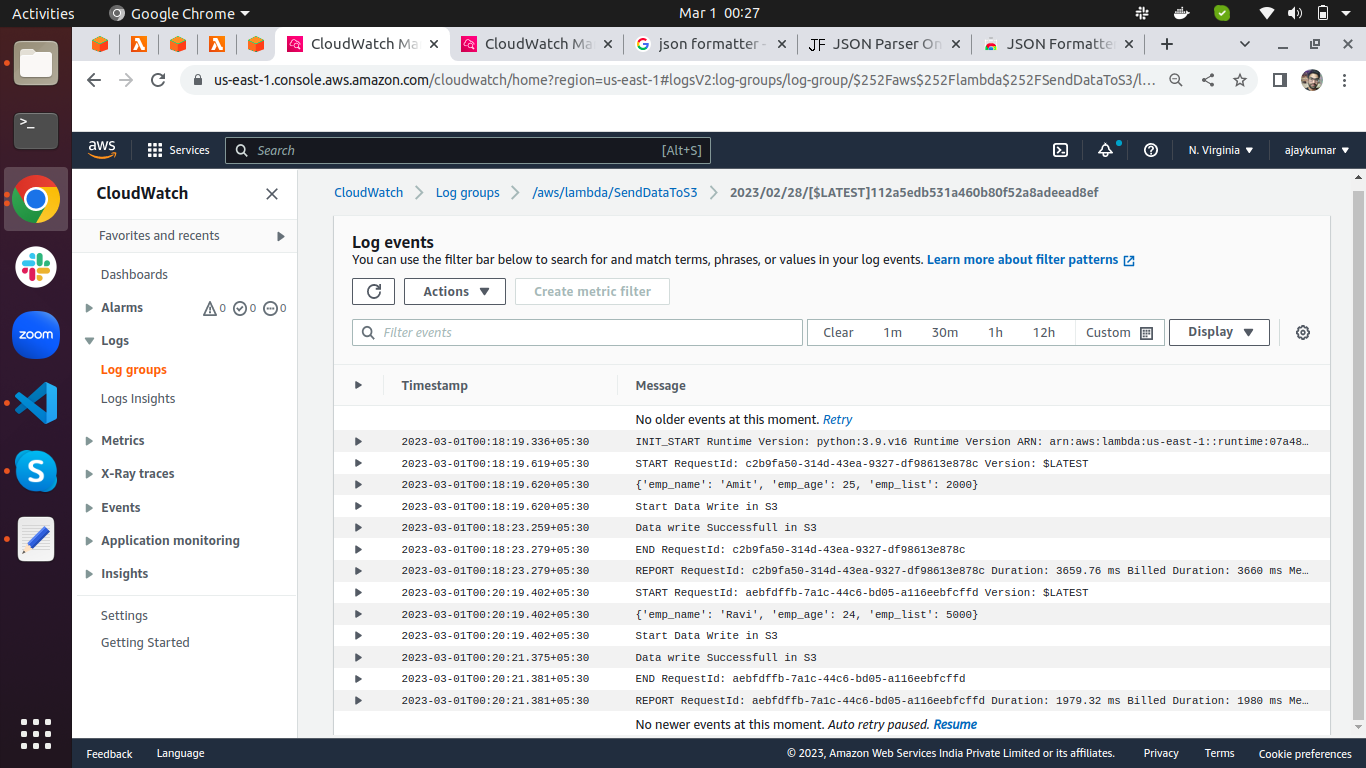 Activities
Google Chrome
Mar 1 00:27
CloudWatch Ma
CloudWatch Ma
json formatter -
JSON Parser On
JSON Formatte
us-east-1.console.aws.amazon.com/cloudwatch/home?region=us-east-1#logsV2:log-groups/log-group/$252Faws$252Flambda$252FSendDataToS3/l...
aws
Services
Search
[Alt+S]
N. Virginia
ajaykumar
CloudWatch
Favorites and recents
Dashboards
Alarms
0
0
0
Logs
Log groups
Logs Insights
Metrics
X-Ray traces
Events
Application monitoring
Insights
Settings
Getting Started
zoom
CloudWatch
Log groups
/aws/lambda/SendDataToS3
2023/02/28/[$LATEST]112a5edb531a460b80f52a8adeead8ef
Log events
You can use the filter bar below to search for and match terms, phrases, or values in your log events. Learn more about filter patterns
Actions
Create metric filter
Filter events
Clear
1m
30m
1h
12h
Custom
Display
Timestamp
Message
No older events at this moment. Retry
2023-03-01T00:18:19.336+05:30 INIT_START Runtime Version: python:3.9.v16 Runtime Version ARN: arn:aws:lambda:us-east-1::runtime:07a48…
2023-03-01T00:18:19.619+05:30 START RequestId: c2b9fa50-314d-43ea-9327-df98613e878c Version: $LATEST
2023-03-01T00:18:19.620+05:30 {'emp_name': 'Amit', 'emp_age': 25, 'emp_list': 2000}
2023-03-01T00:18:19.620+05:30 Start Data Write in S3
2023-03-01T00:18:23.259+05:30 Data write Successfull in S3
2023-03-01T00:18:23.279+05:30 END RequestId: c2b9fa50-314d-43ea-9327-df98613e878c
2023-03-01T00:18:23.279+05:30 REPORT RequestId: c2b9fa50-314d-43ea-9327-df98613e878c Duration: 3659.76 ms Billed Duration: 3660 ms Me…
2023-03-01T00:20:19.402+05:30 START RequestId: aebfdffb-7a1c-44c6-bd05-a116eebfcffd Version: $LATEST
2023-03-01T00:20:19.402+05:30 {'emp_name': 'Ravi', 'emp_age': 24, 'emp_list': 5000}
2023-03-01T00:20:19.402+05:30 Start Data Write in S3
2023-03-01T00:20:21.375+05:30 Data write Successfull in S3
2023-03-01T00:20:21.381+05:30 END RequestId: aebfdffb-7a1c-44c6-bd05-a116eebfcffd
2023-03-01T00:20:21.381+05:30 REPORT RequestId: aebfdffb-7a1c-44c6-bd05-a116eebfcffd Duration: 1979.32 ms Billed Duration: 1980 ms Me…
No newer events at this moment. Auto retry paused. Resume
Feedback
Language
© 2023, Amazon Web Services India Private Limited or its affiliates.
Privacy
Terms
Cookie preferences